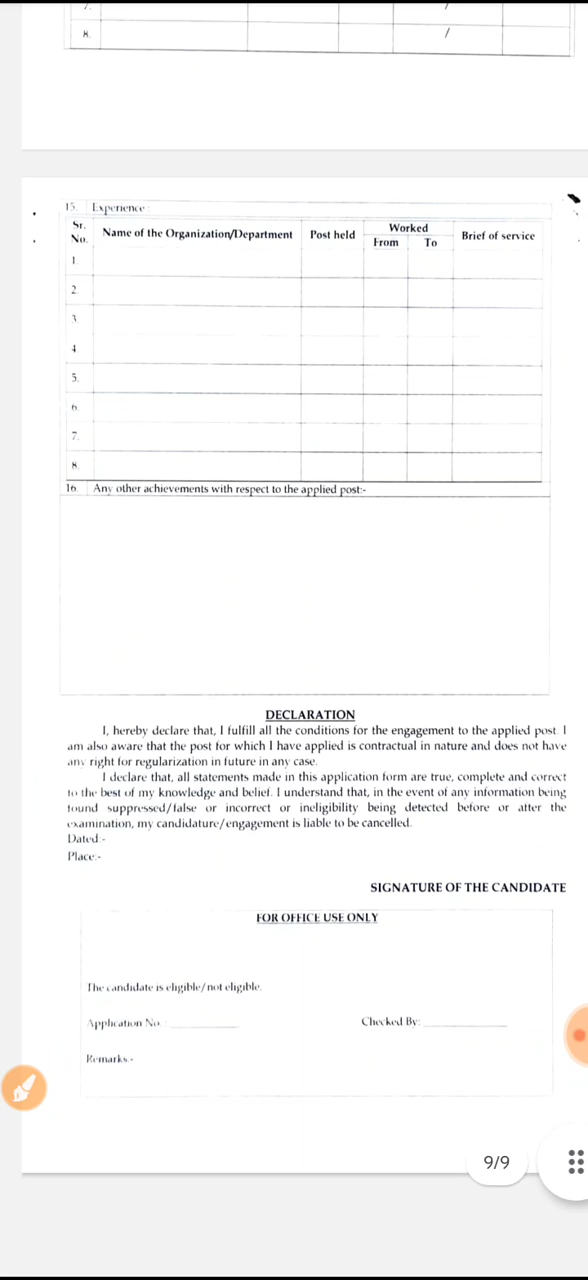 7. /
8. /
15. Experience :
Sr. No. Name of the Organization/Department Post held Worked From To Brief of service
1.
2.
3.
4
5.
6.
7.
8.
16. Any other achievements with respect to the applied post:-
DECLARATION
I, hereby declare that, I fulfill all the conditions for the engagement to the applied post. I
am also aware that the post for which I have applied is contractual in nature and does not have
any right for regularization in future in any case.
I declare that, all statements made in this application form are true, complete and correct
to the best of my knowledge and belief. I understand that, in the event of any information being
found suppressed/false or incorrect or ineligibility being detected before or after the
examination, my candidature/engagement is liable to be cancelled.
Dated:-
Place:-
SIGNATURE OF THE CANDIDATE
FOR OFFICE USE ONLY
The candidate is eligible/not eligible.
Application No. : ____________ Checked By: ______________
Remarks:-
9/9